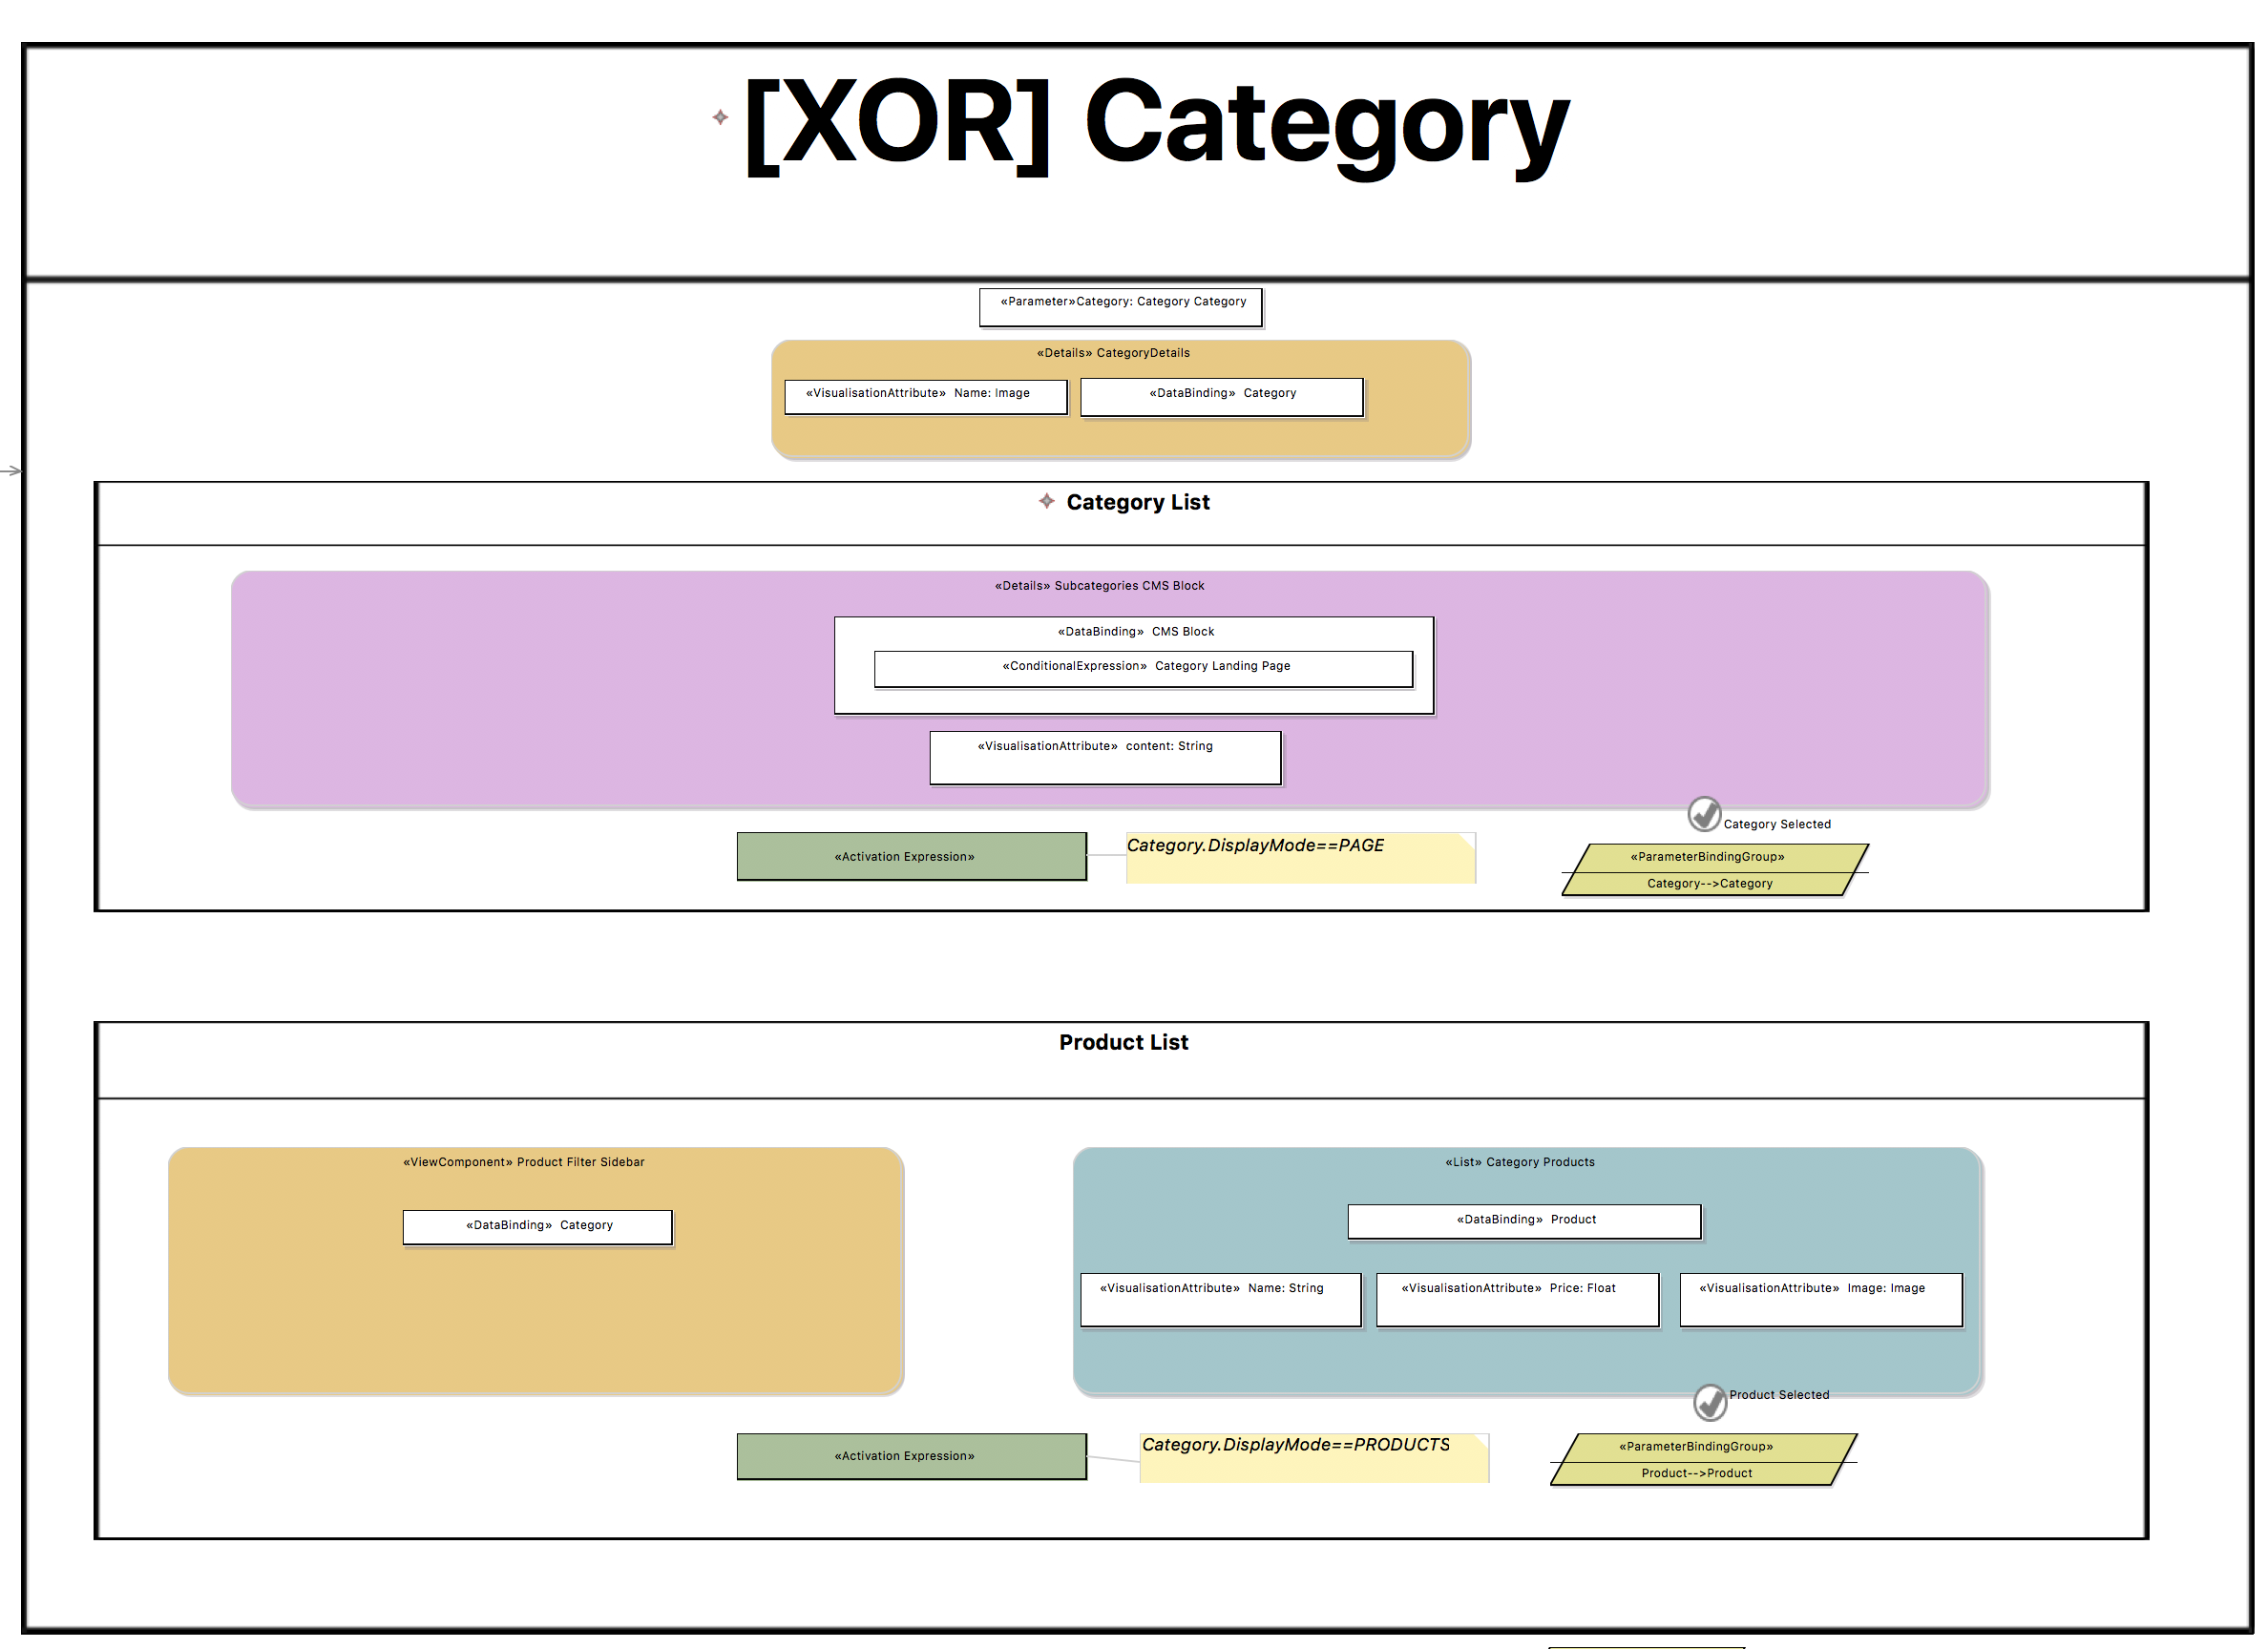 [XOR] Category
«Parameter»Category: Category Category
«Details» CategoryDetails
«VisualisationAttribute» Name: Image
«DataBinding» Category
Category List
«Details» Subcategories CMS Block
«DataBinding» CMS Block
«ConditionalExpression» Category Landing Page
«VisualisationAttribute» content: String
Category Selected
«Activation Expression»
Category.DisplayMode==PAGE
«ParameterBindingGroup»
Category-->Category
Product List
«ViewComponent» Product Filter Sidebar
«DataBinding» Category
«List» Category Products
«DataBinding» Product
«VisualisationAttribute» Name: String
«VisualisationAttribute» Price: Float
«VisualisationAttribute» Image: Image
Product Selected
«Activation Expression»
Category.DisplayMode==PRODUCTS
«ParameterBindingGroup»
Product-->Product